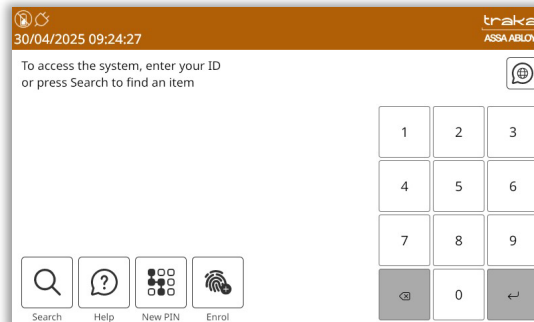 30/04/2025 09:24:27
traka
ASSA ABLOY
To access the system, enter your ID
or press Search to find an item
1 2 3
4 5 6
7 8 9
0
Search Help New PIN Enrol